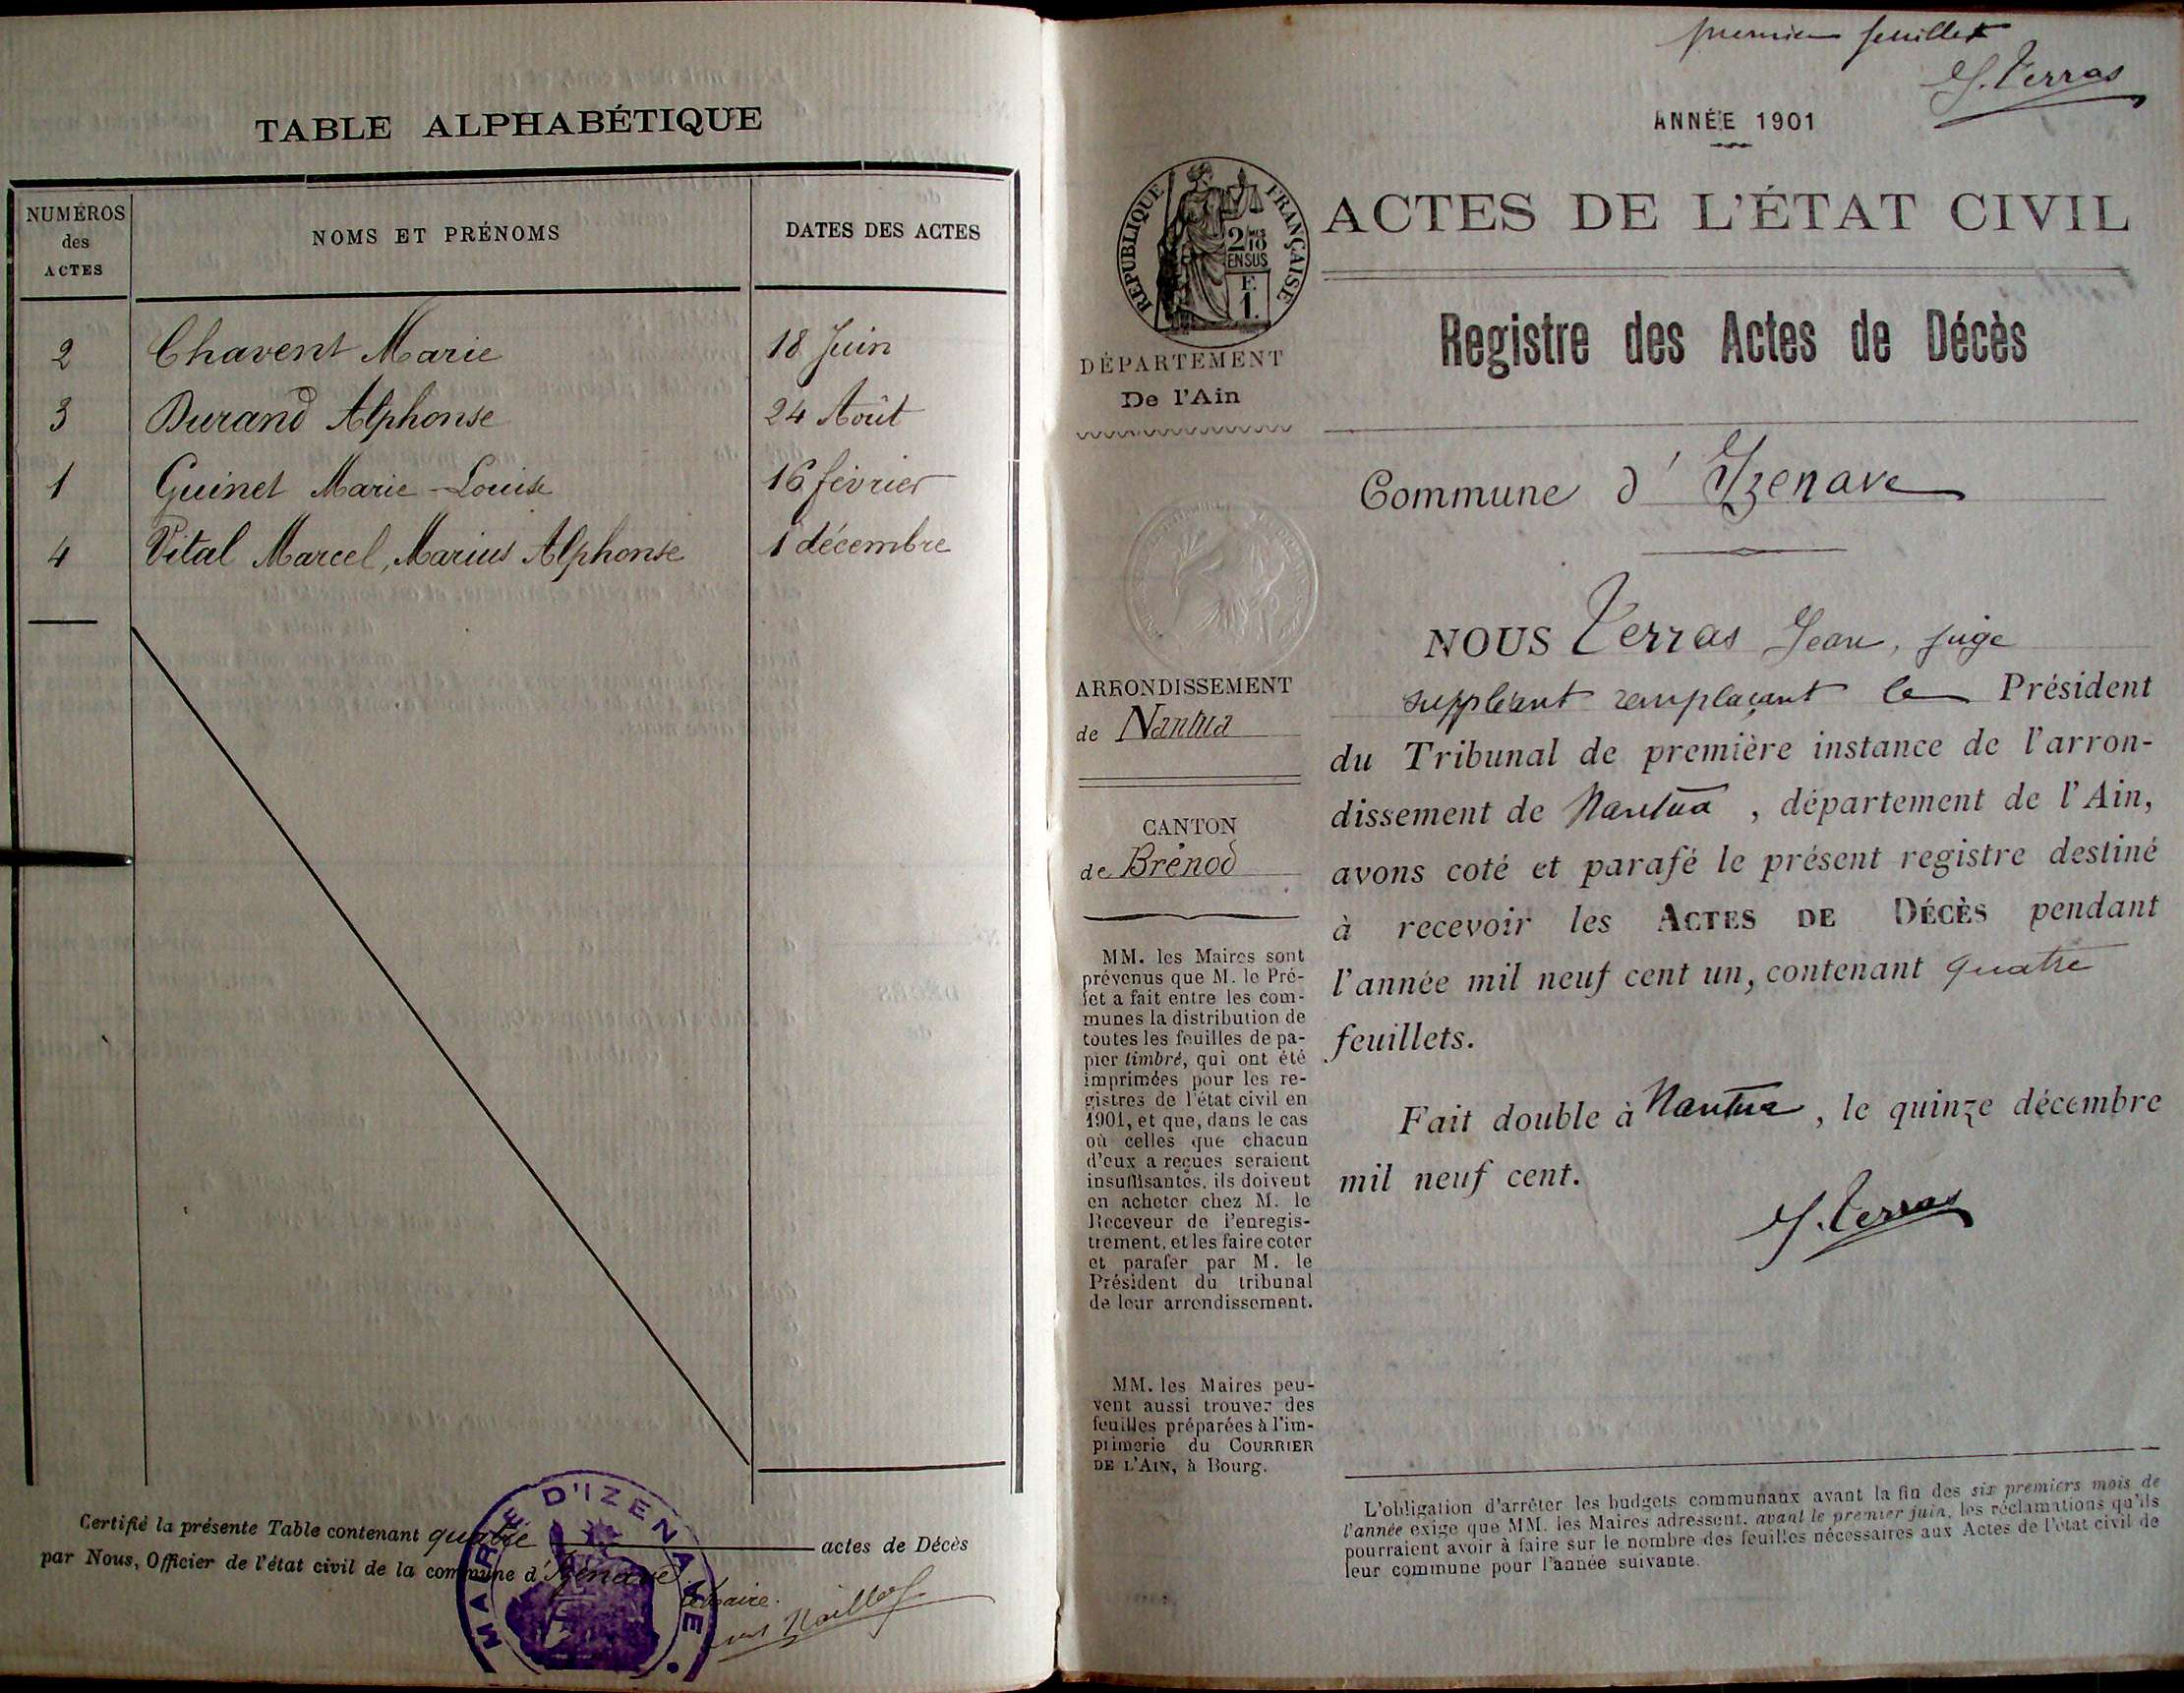 TABLE ALPHABÉTIQUE
NUMÉROS des ACTES
NOMS ET PRÉNOMS
DATES DES ACTES
2 Chavent Marie 18 Juin
3 Durand Alphonse 24 Août
1 Guinet Marie-Louise 16 février
4 Vital Marcel, Marius Alphonse 1 décembre
Certifié la présente Table contenant quatre actes de Décès
par Nous, Officier de l'état civil de la commune d'Izenave.
Le Maire.
MAIRIE D'IZENAVE
premier feuillet
J. Verras
ANNÉE 1901
RÉPUBLIQUE FRANÇAISE
2/10
EN SUS
F.
1.
ACTES DE L'ÉTAT CIVIL
Registre des Actes de Décès
DÉPARTEMENT
De l'Ain
Commune d'Izenave
ARRONDISSEMENT
de Nantua
CANTON
de Brénod
MM. les Maires sont
prévenus que M. le Pré-
fet a fait entre les com-
munes la distribution de
toutes les feuilles de pa-
pier timbré, qui ont été
imprimées pour les re-
gistres de l'état civil en
1901, et que, dans le cas
où celles que chacun
d'eux a reçues seraient
insuffisantes, ils doivent
en acheter chez M. le
Receveur de l'enregis-
trement, et les faire coter
et parafer par M. le
Président du tribunal
de leur arrondissement.
MM. les Maires peu-
vent aussi trouver des
feuilles préparées à l'im-
primerie du COURRIER
DE L'AIN, à Bourg.
NOUS Verras Jean, juge
suppléant remplaçant le Président
du Tribunal de première instance de l'arron-
dissement de Nantua, département de l'Ain,
avons coté et parafé le présent registre destiné
à recevoir les ACTES DE DÉCÈS pendant
l'année mil neuf cent un, contenant quatre
feuillets.
Fait double à Nantua, le quinze décembre
mil neuf cent.
J. Verras
L'obligation d'arrêter les budgets communaux avant la fin des six premiers mois de
l'année exige que MM. les Maires adressent, avant le premier juin, les réclamations qu'ils
pourraient avoir à faire sur le nombre des feuilles nécessaires aux Actes de l'état civil de
leur commune pour l'année suivante.